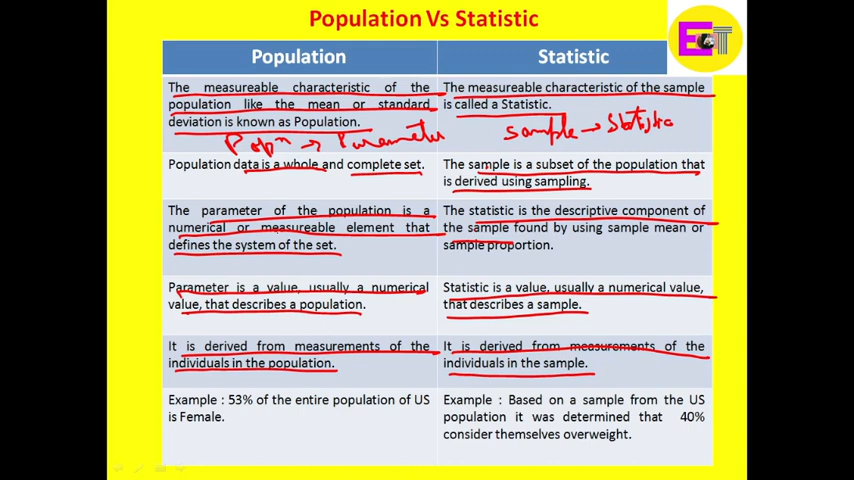 Population Vs Statistic
ECT
Population
Statistic
The measureable characteristic of the
population like the mean or standard
deviation is known as Population.
Popn → Parameter
The measureable characteristic of the sample
is called a Statistic.
Sample → Statistic
Population data is a whole and complete set.
The sample is a subset of the population that
is derived using sampling.
The parameter of the population is a
numerical or measureable element that
defines the system of the set.
The statistic is the descriptive component of
the sample found by using sample mean or
sample proportion.
Parameter is a value, usually a numerical
value, that describes a population.
Statistic is a value, usually a numerical value,
that describes a sample.
It is derived from measurements of the
individuals in the population.
It is derived from measurements of the
individuals in the sample.
Example : 53% of the entire population of US
is Female.
Example : Based on a sample from the US
population it was determined that 40%
consider themselves overweight.